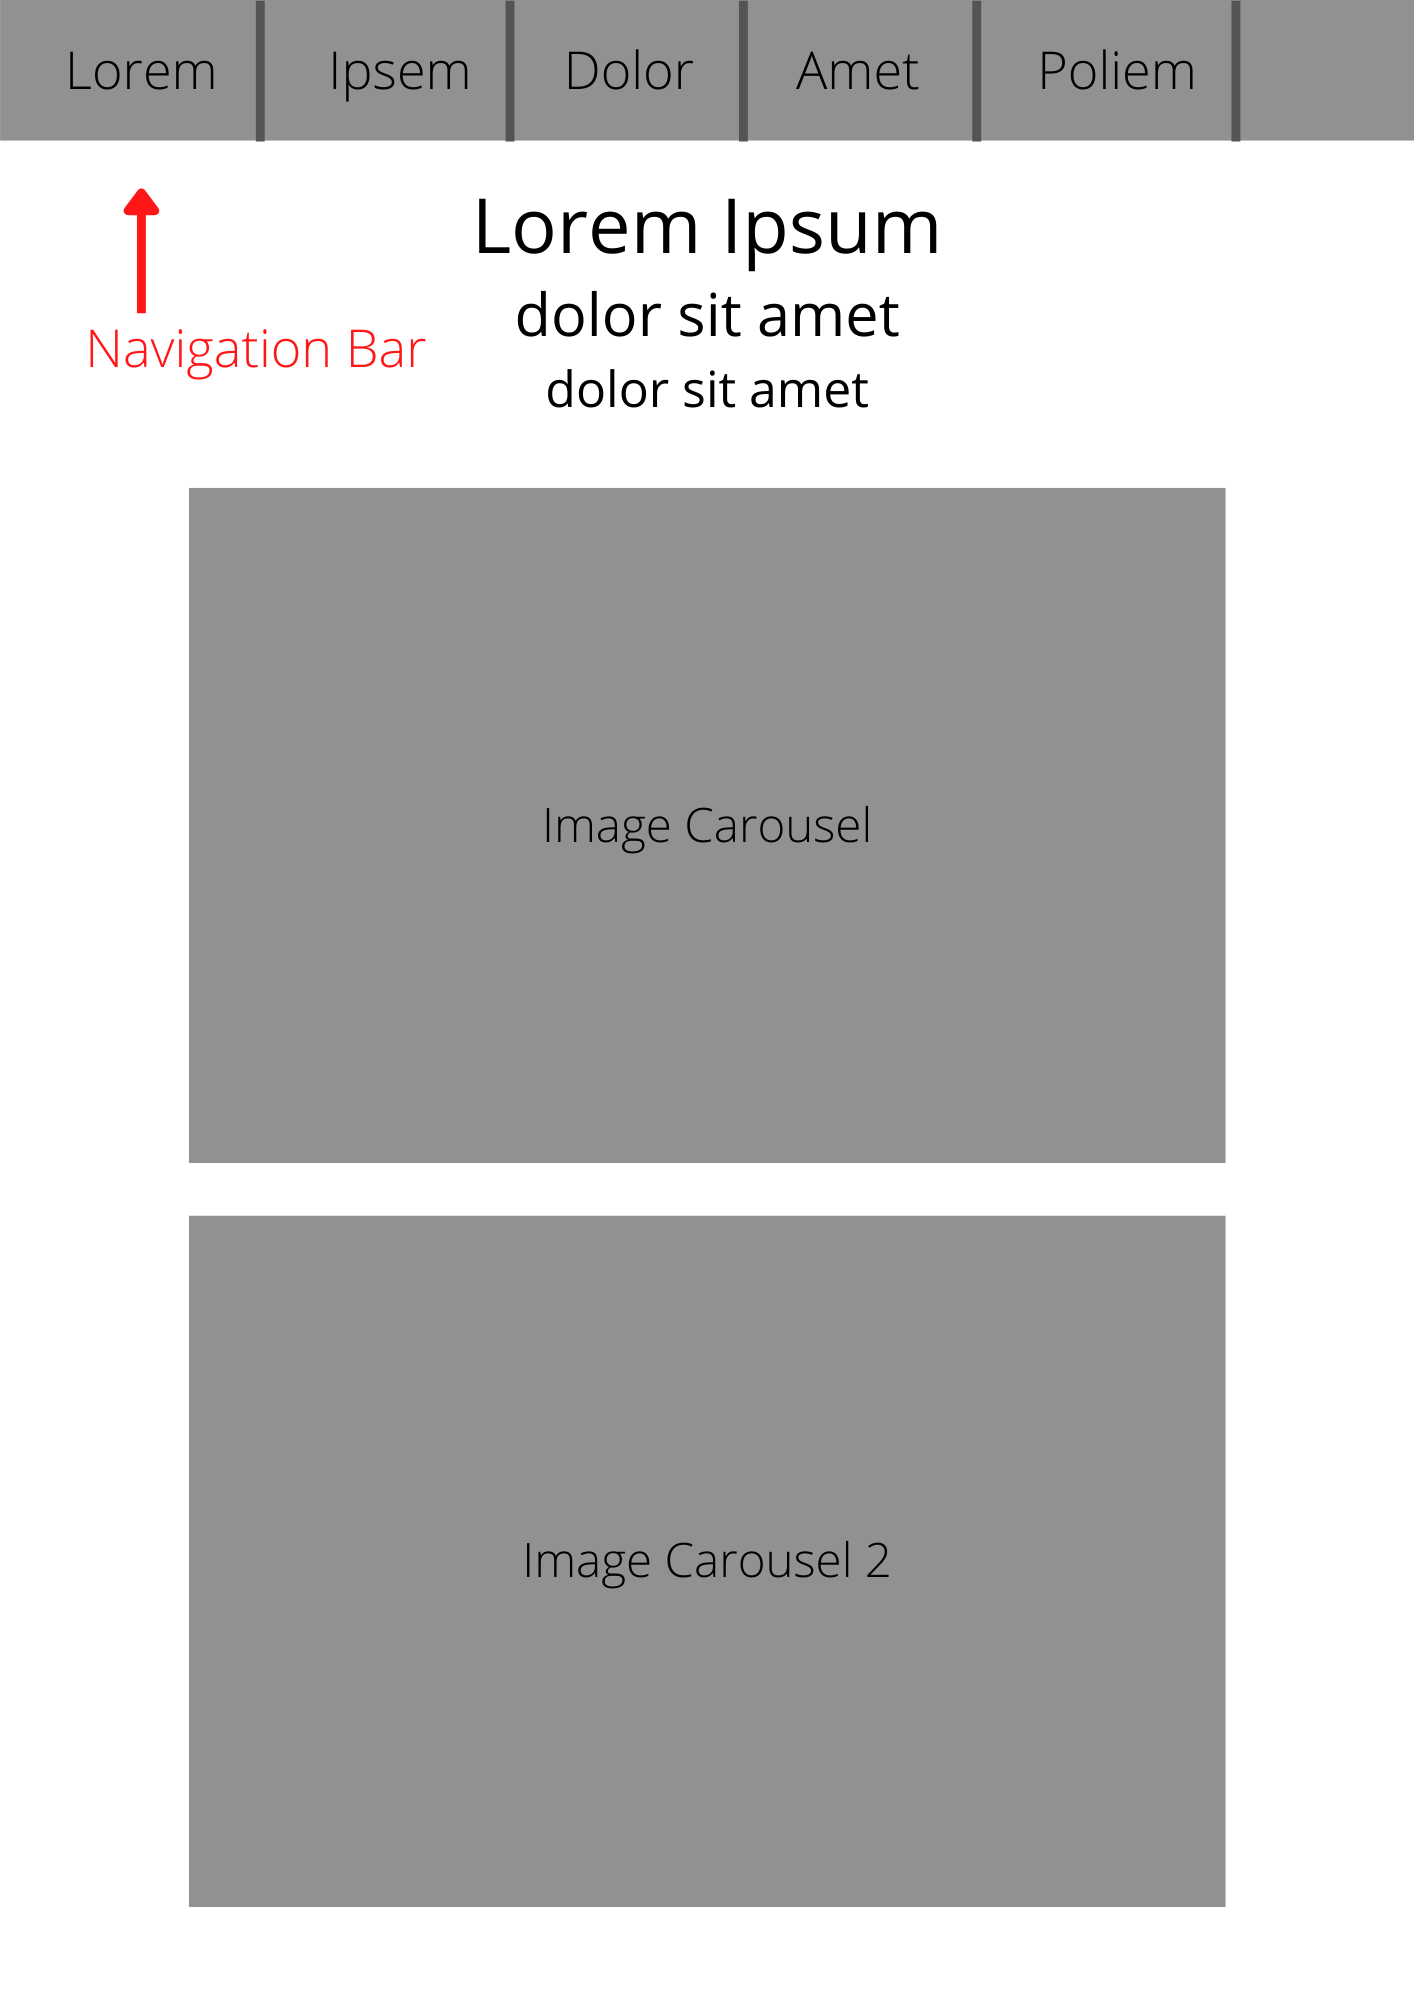 Lorem Ipsem Dolor Amet Poliem
Lorem Ipsum
dolor sit amet
Navigation Bar
dolor sit amet
Image Carousel
Image Carousel 2